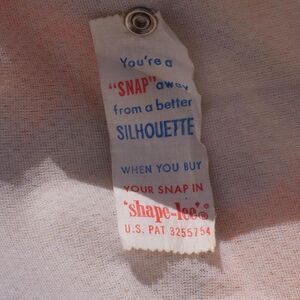 You're a
"SNAP" away
from a better
SILHOUETTE
WHEN YOU BUY
YOUR SNAP IN
'shape-lee'®
U.S. PAT 3255754